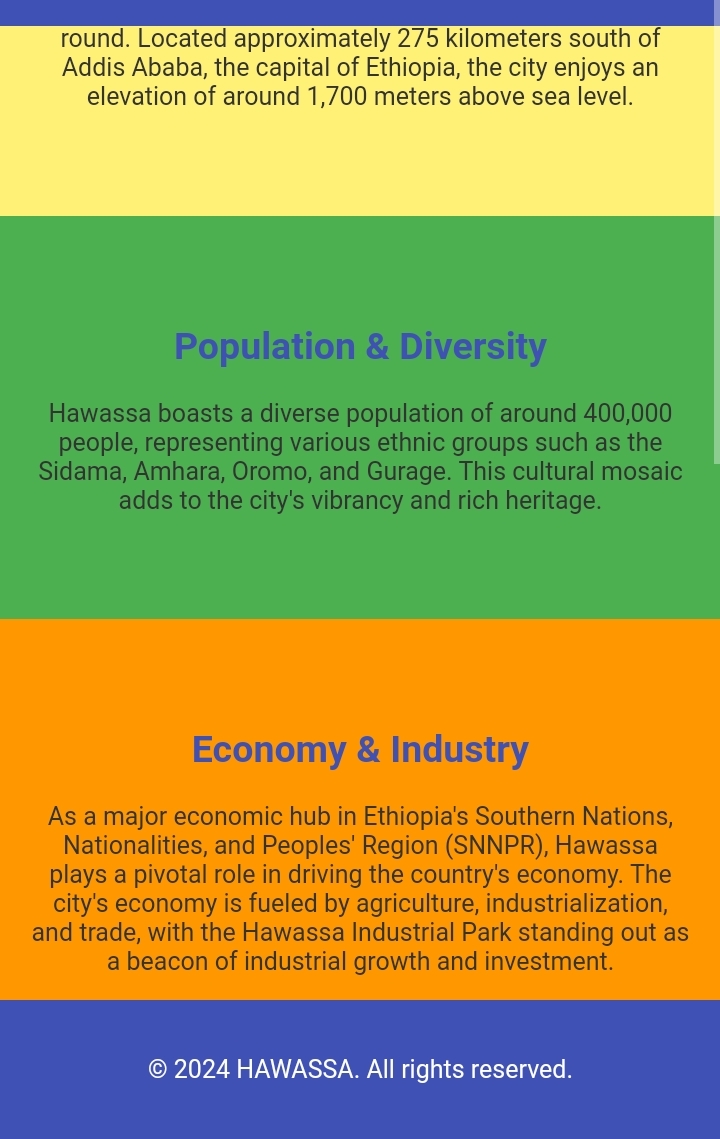 round. Located approximately 275 kilometers south of
Addis Ababa, the capital of Ethiopia, the city enjoys an
elevation of around 1,700 meters above sea level.
Population & Diversity
Hawassa boasts a diverse population of around 400,000
people, representing various ethnic groups such as the
Sidama, Amhara, Oromo, and Gurage. This cultural mosaic
adds to the city's vibrancy and rich heritage.
Economy & Industry
As a major economic hub in Ethiopia's Southern Nations,
Nationalities, and Peoples' Region (SNNPR), Hawassa
plays a pivotal role in driving the country's economy. The
city's economy is fueled by agriculture, industrialization,
and trade, with the Hawassa Industrial Park standing out as
a beacon of industrial growth and investment.
© 2024 HAWASSA. All rights reserved.